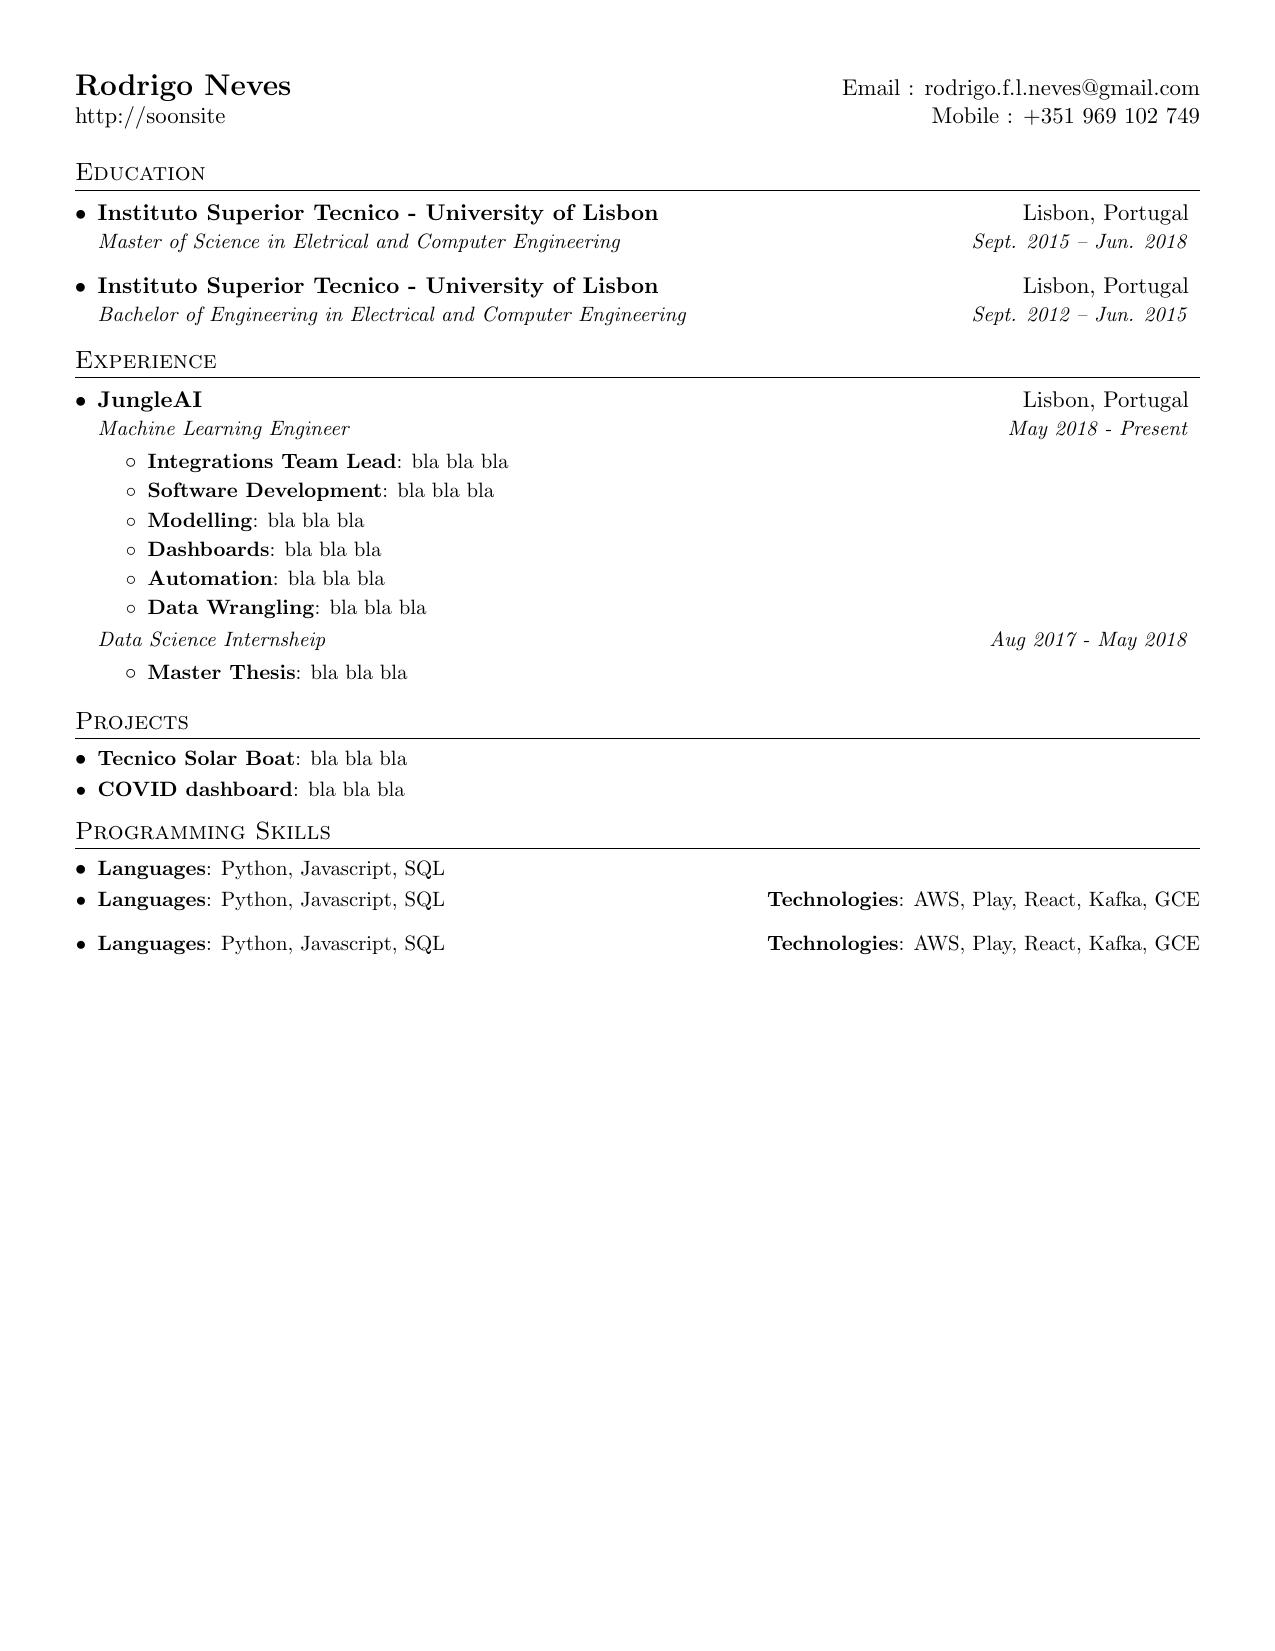 Rodrigo Neves Email : rodrigo.f.l.neves@gmail.com
http://soonsite Mobile : +351 969 102 749
Education
• Instituto Superior Tecnico - University of Lisbon Lisbon, Portugal
Master of Science in Eletrical and Computer Engineering Sept. 2015 – Jun. 2018
• Instituto Superior Tecnico - University of Lisbon Lisbon, Portugal
Bachelor of Engineering in Electrical and Computer Engineering Sept. 2012 – Jun. 2015
Experience
• JungleAI Lisbon, Portugal
Machine Learning Engineer May 2018 - Present
◦ Integrations Team Lead: bla bla bla
◦ Software Development: bla bla bla
◦ Modelling: bla bla bla
◦ Dashboards: bla bla bla
◦ Automation: bla bla bla
◦ Data Wrangling: bla bla bla
Data Science Internsheip Aug 2017 - May 2018
◦ Master Thesis: bla bla bla
Projects
• Tecnico Solar Boat: bla bla bla
• COVID dashboard: bla bla bla
Programming Skills
• Languages: Python, Javascript, SQL
• Languages: Python, Javascript, SQL Technologies: AWS, Play, React, Kafka, GCE
• Languages: Python, Javascript, SQL Technologies: AWS, Play, React, Kafka, GCE